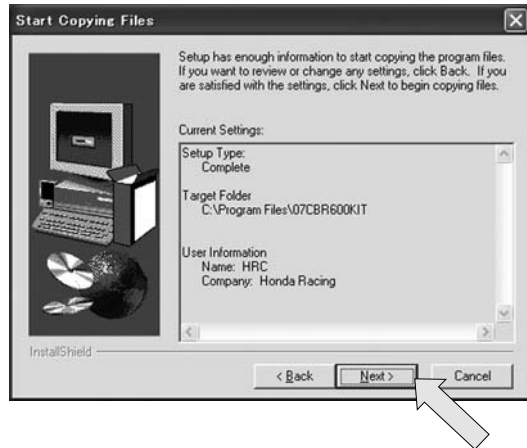 Start Copying Files
Setup has enough information to start copying the program files.
If you want to review or change any settings, click Back. If you
are satisfied with the settings, click Next to begin copying files.
Current Settings:
Setup Type:
Complete
Target Folder
C:\Program Files\07CBR600KIT
User Information
Name: HRC
Company: Honda Racing
InstallShield
< Back
Next >
Cancel